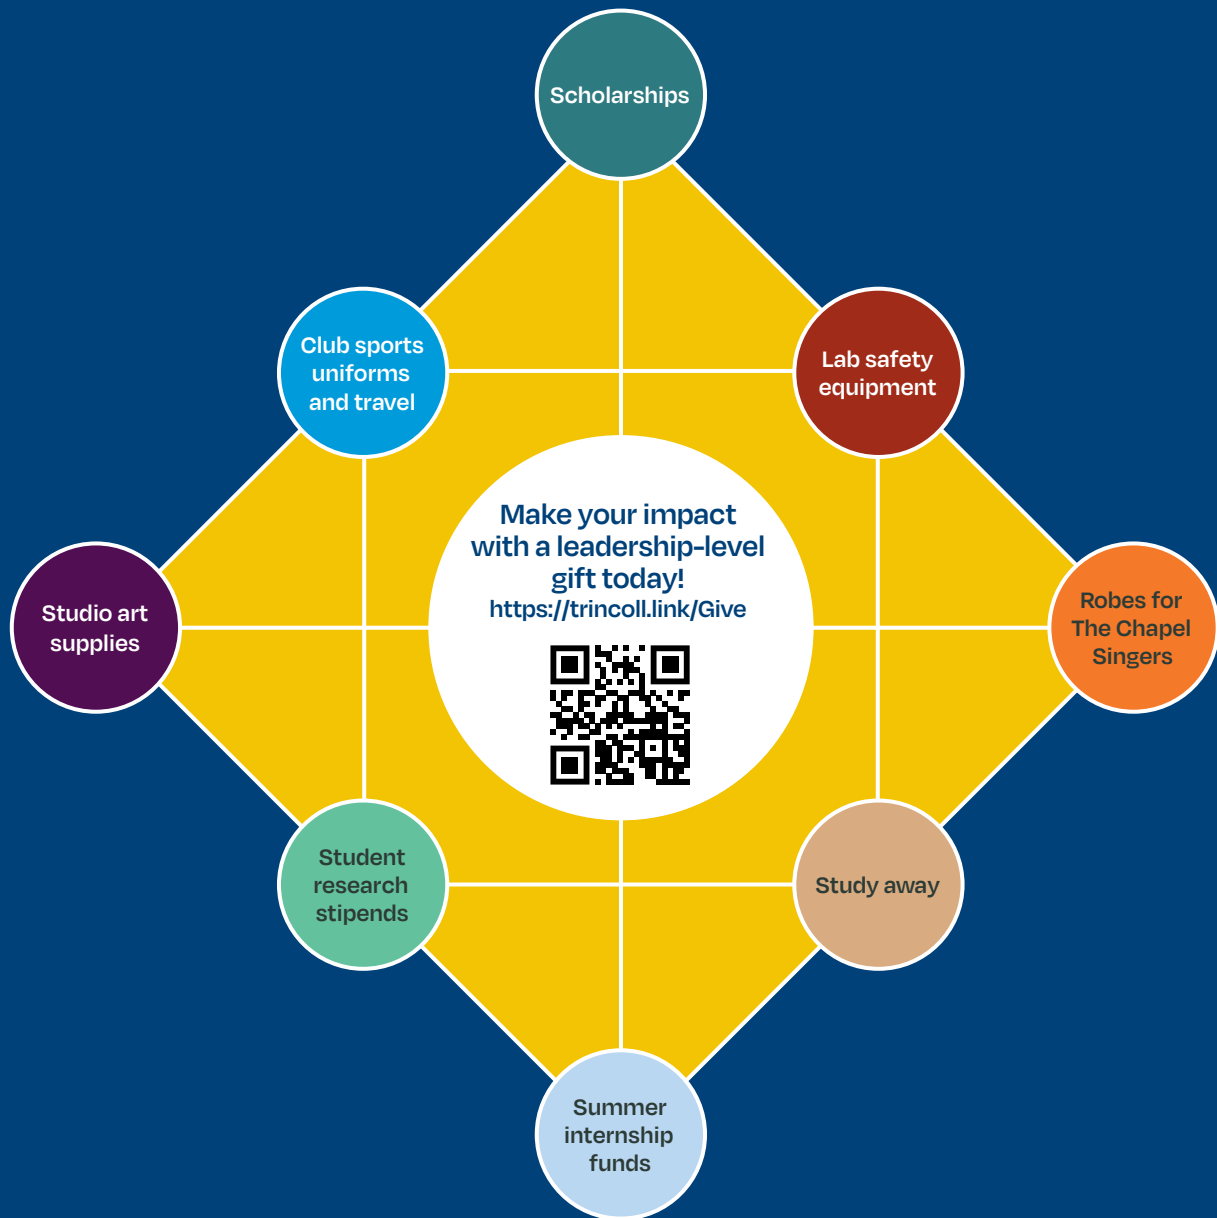 Scholarships
Club sports
uniforms
and travel
Lab safety
equipment
Make your impact
with a leadership-level
gift today!
https://trincoll.link/Give
Studio art
supplies
Robes for
The Chapel
Singers
Student
research
stipends
Study away
Summer
internship
funds